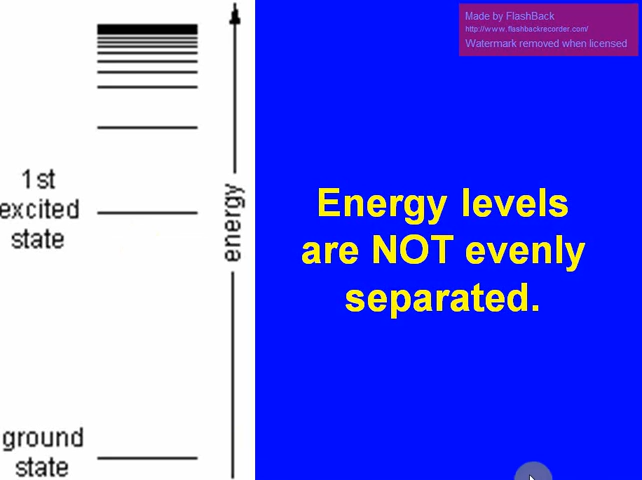 Made by FlashBack
http://www.flashbackrecorder.com/
Watermark removed when licensed
1st
excited
state
energy
ground
state
Energy levels
are NOT evenly
separated.